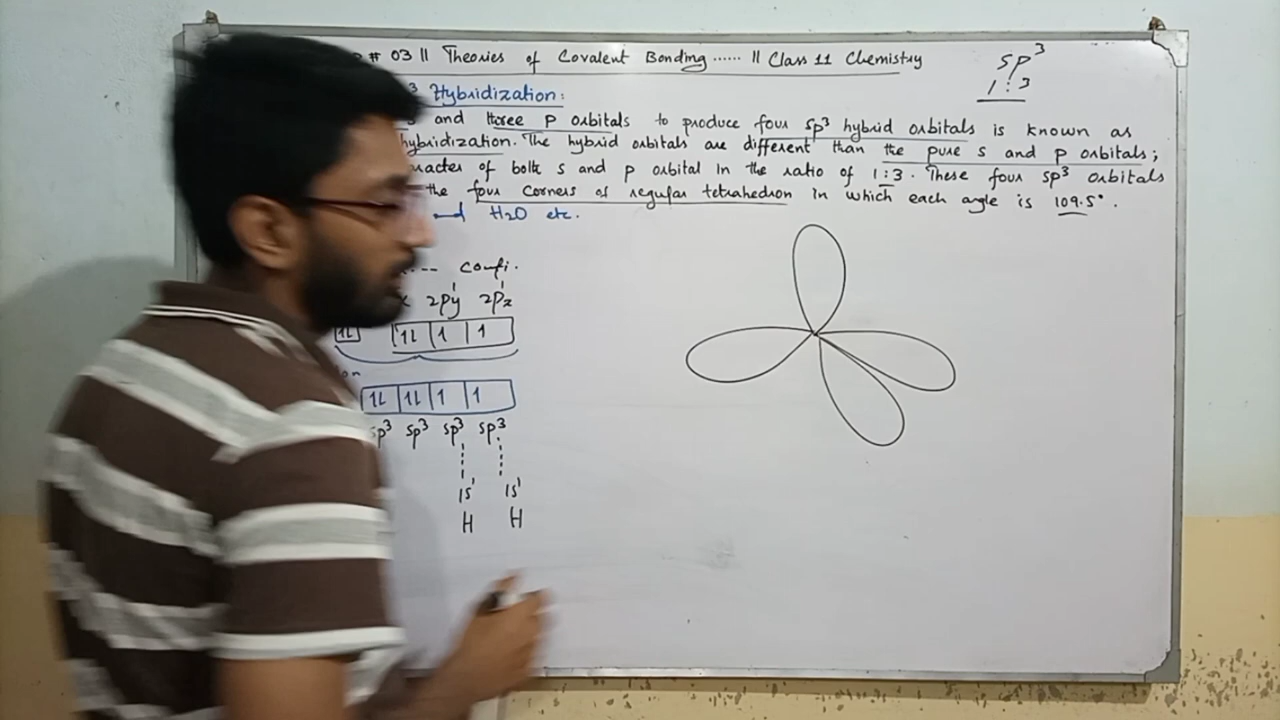 # 03 || Theories of Covalent Bonding ...... || Class 11 Chemistry
sp³
1 : 3
³ Hybridization:
and three p orbitals to produce four sp³ hybrid orbitals is known as
hybridization. The hybrid orbitals are different than the pure s and p orbitals;
of both s and p orbital in the ratio of 1:3. These four sp³ orbitals
the four corners of regular tetrahedron in which each angle is 109.5°.
H₂O etc.
--- confi.
2py 2pz
1L 1L 1 1
1L 1L 1 1
sp³ sp³ sp³ sp³
1s¹ 1s¹
H H